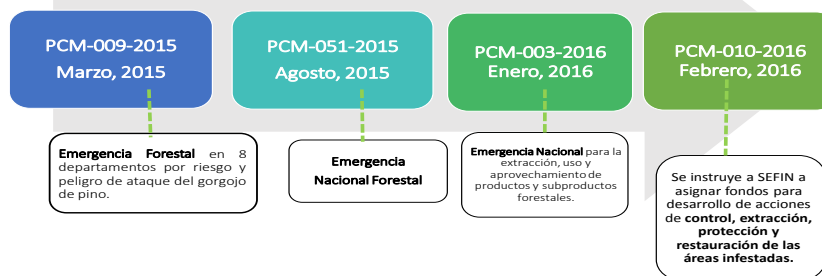 PCM-009-2015
Marzo, 2015
PCM-051-2015
Agosto, 2015
PCM-003-2016
Enero, 2016
PCM-010-2016
Febrero, 2016
Emergencia Forestal en 8
departamentos por riesgo y
peligro de ataque del gorgojo
de pino.
Emergencia
Nacional Forestal
Emergencia Nacional para la
extracción, uso y
aprovechamiento de
productos y subproductos
forestales.
Se instruye a SEFIN a
asignar fondos para
desarrollo de acciones
de control, extracción,
protección y
restauración de las
áreas infestadas.